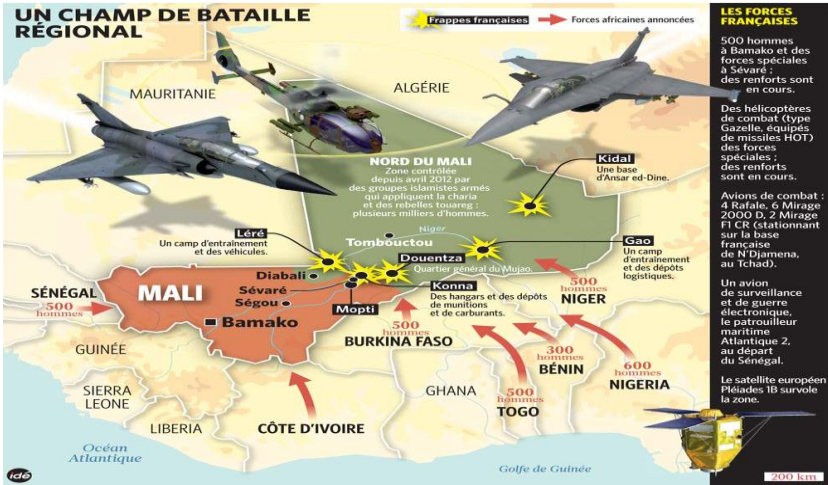 UN CHAMP DE BATAILLE
RÉGIONAL
Frappes françaises
Forces africaines annoncées
MAURITANIE
ALGÉRIE
NORD DU MALI
Zone contrôlée
depuis avril 2012 par
des groupes islamistes armés
qui appliquent la charia
et des rebelles touareg :
plusieurs milliers d'hommes.
Kidal
Une base
d'Ansar ed-Dine.
Niger
Léré
Un camp d'entraînement
et des véhicules.
Tombouctou
Douentza
Quartier général du Mujao.
Gao
Un camp
d'entraînement
et des dépôts
logistiques.
Diabali
Sévaré
Ségou
Mopti
Konna
Des hangars et des dépôts
de munitions
et de carburants.
MALI
Bamako
SÉNÉGAL
500
hommes
500
hommes
NIGER
500
hommes
BURKINA FASO
300
hommes
BÉNIN
600
hommes
NIGERIA
500
hommes
TOGO
GUINÉE
SIERRA
LEONE
LIBERIA
CÔTE D'IVOIRE
GHANA
Océan
Atlantique
Golfe de Guinée
idé
LES FORCES
FRANÇAISES
500 hommes
à Bamako et des
forces spéciales
à Sévaré ;
des renforts sont
en cours.
Des hélicoptères
de combat (type
Gazelle, équipés
de missiles HOT)
des forces
spéciales ;
des renforts
sont en cours.
Avions de combat :
4 Rafale, 6 Mirage
2000 D, 2 Mirage
F1 CR (stationnant
sur la base
française
de N'Djamena,
au Tchad).
Un avion
de surveillance
et de guerre
électronique,
le patrouilleur
maritime
Atlantique 2,
au départ
du Sénégal.
Le satellite européen
Pléiades 1B survole
la zone.
200 km